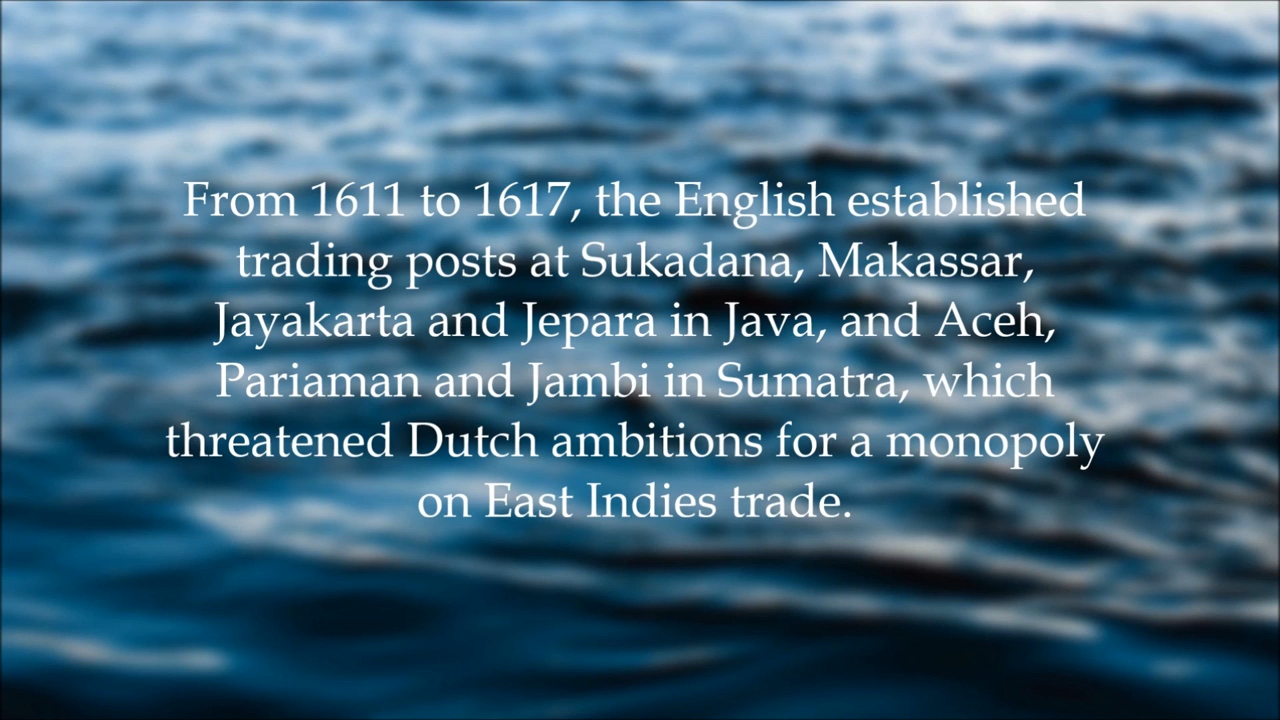 From 1611 to 1617, the English established
trading posts at Sukadana, Makassar,
Jayakarta and Jepara in Java, and Aceh,
Pariaman and Jambi in Sumatra, which
threatened Dutch ambitions for a monopoly
on East Indies trade.